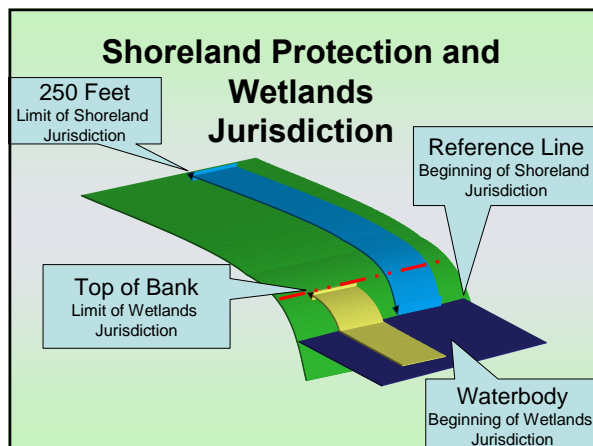 Shoreland Protection and
Wetlands
Jurisdiction
250 Feet
Limit of Shoreland
Jurisdiction
Reference Line
Beginning of Shoreland
Jurisdiction
Top of Bank
Limit of Wetlands
Jurisdiction
Waterbody
Beginning of Wetlands
Jurisdiction